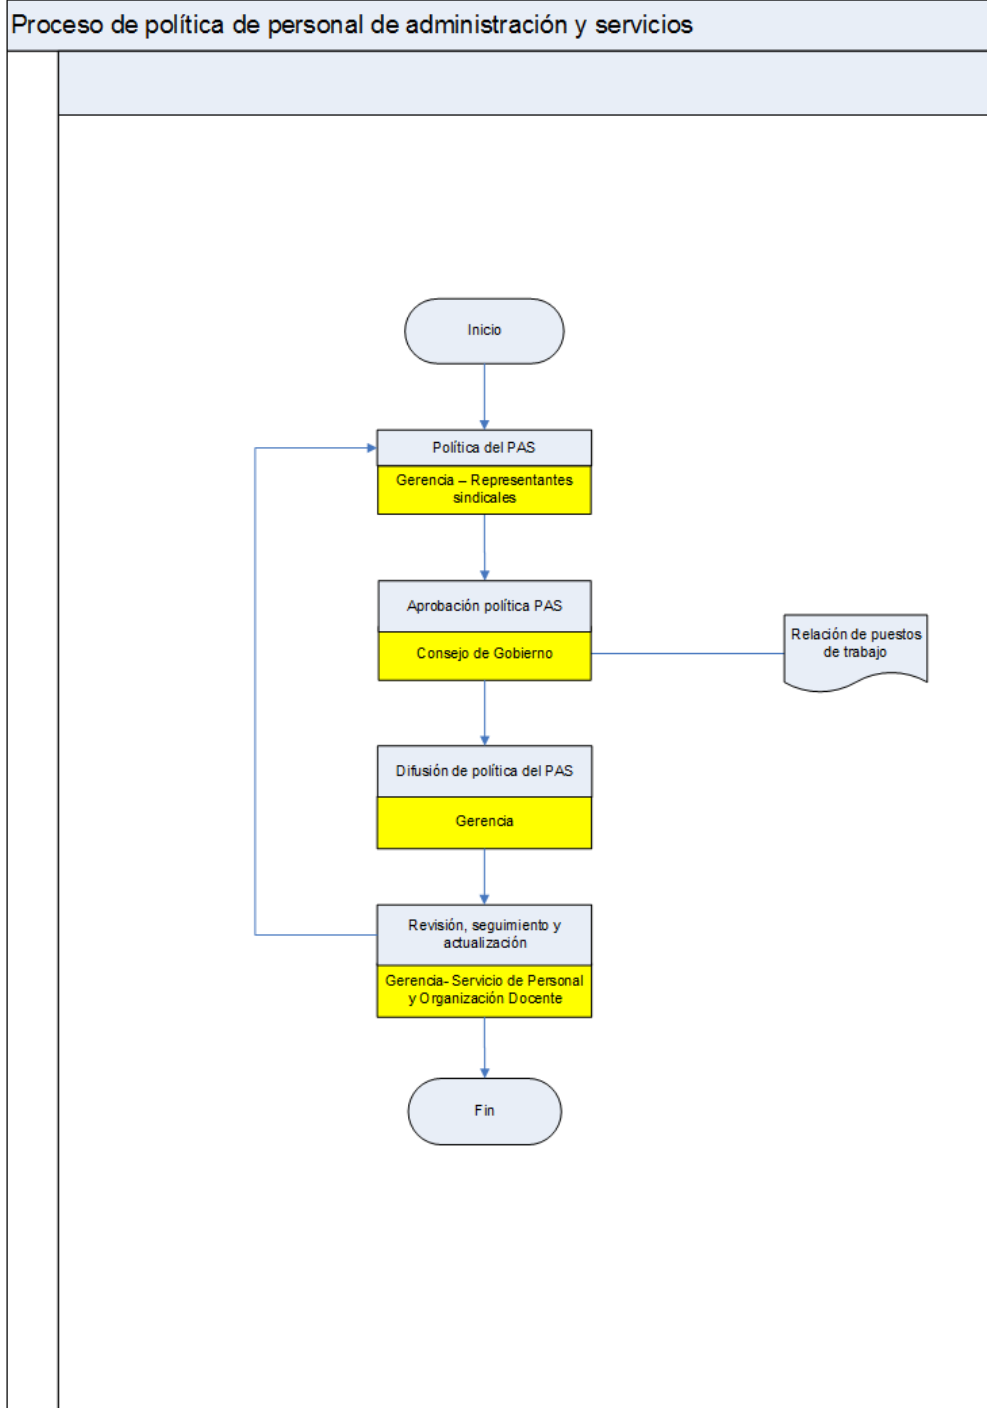 Proceso de política de personal de administración y servicios
Inicio
Política del PAS
Gerencia – Representantes
sindicales
Aprobación política PAS
Consejo de Gobierno
Relación de puestos
de trabajo
Difusión de política del PAS
Gerencia
Revisión, seguimiento y
actualización
Gerencia- Servicio de Personal
y Organización Docente
Fin